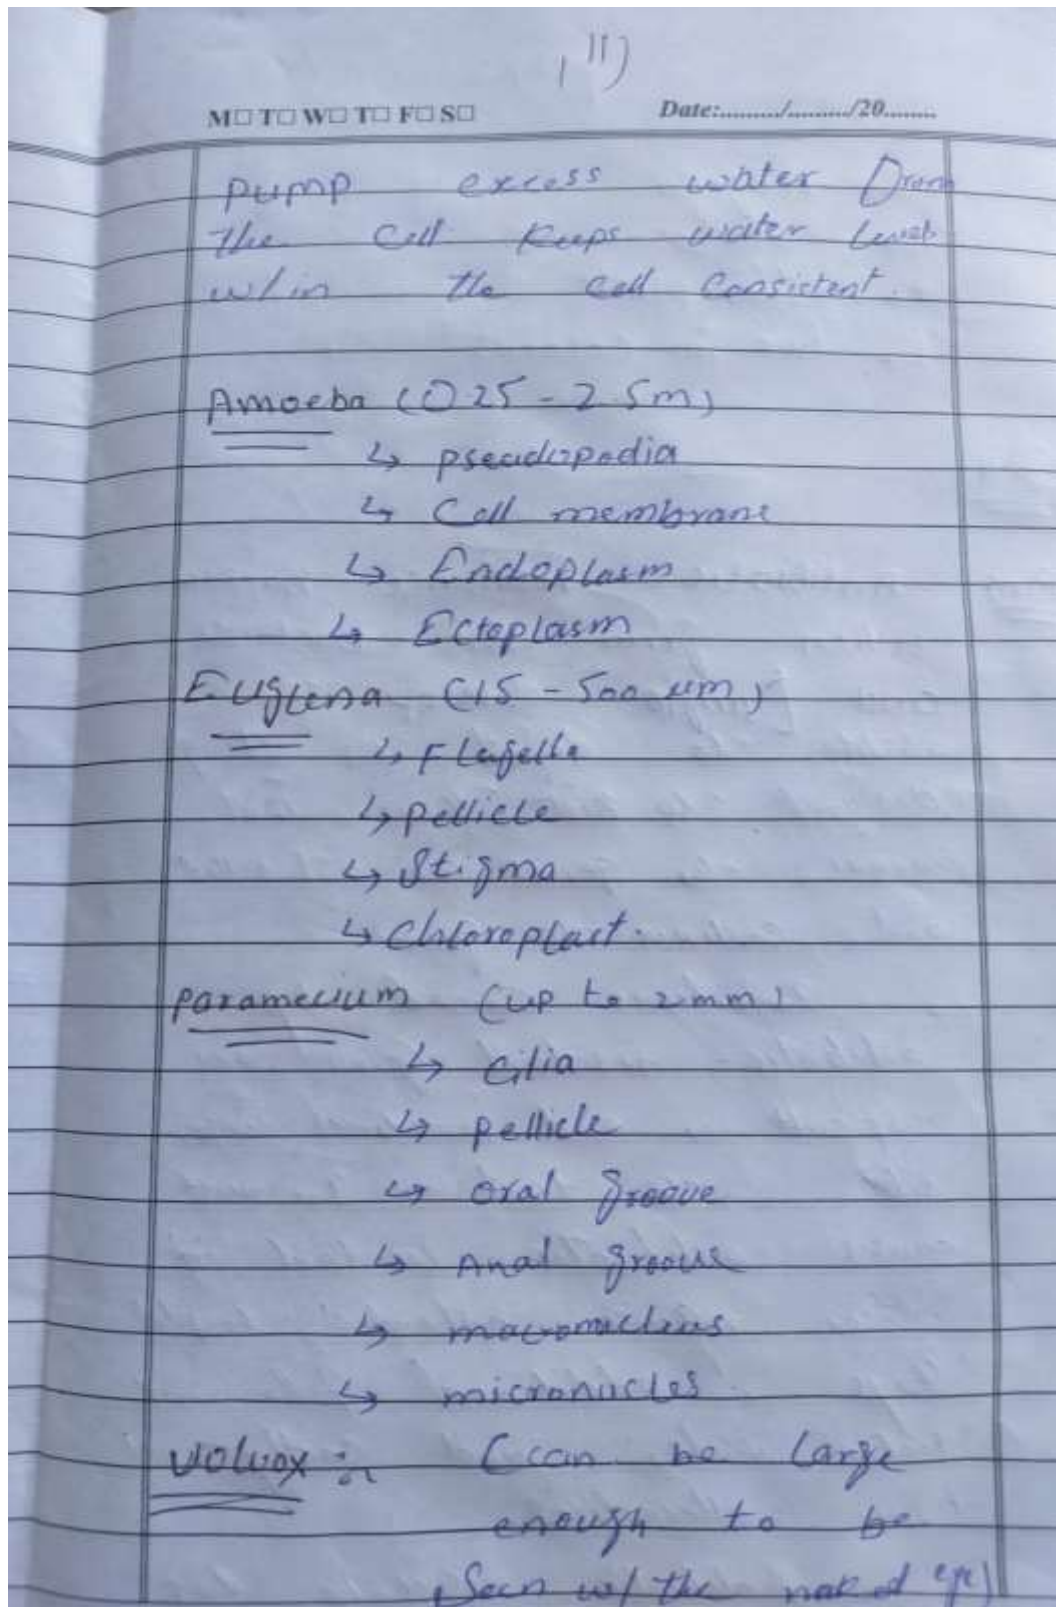 11)
M□ T□ W□ T□ F□ S□ Date:........./........./20........
pump excess water from
the cell keeps water level
w/in the cell consistent.
Amoeba (0 25 - 2 5m)
↳ pseudopodia
↳ Cell membrane
↳ Endoplasm
↳ Ectoplasm
Euglena (15 - 500 µm)
↳ Flagella
↳ pellicle
↳ Stigma
↳ Chloroplast.
paramecium (up to 2mm)
↳ cilia
↳ pellicle
↳ oral groove
↳ Anal groove
↳ macronucleus
↳ micronucles
volvox :- (can be large
enough to be
Seen w/ the naked eye)